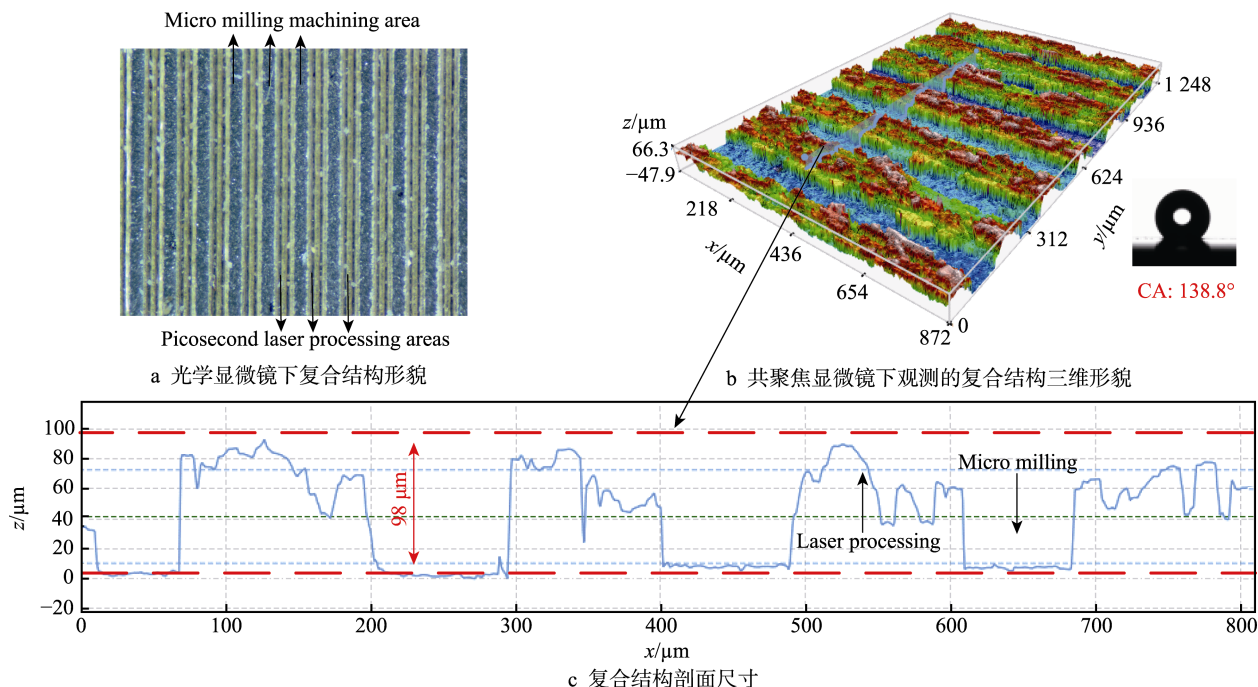 Micro milling machining area
Picosecond laser processing areas
a 光学显微镜下复合结构形貌
z/μm
66.3
−47.9
218
436
654
872
x/μm
0
312
624
936
1 248
y/μm
CA: 138.8°
b 共聚焦显微镜下观测的复合结构三维形貌
z/μm
100
80
60
40
20
0
−20
98 μm
Laser processing
Micro milling
0 100 200 300 400 500 600 700 800
x/μm
c 复合结构剖面尺寸